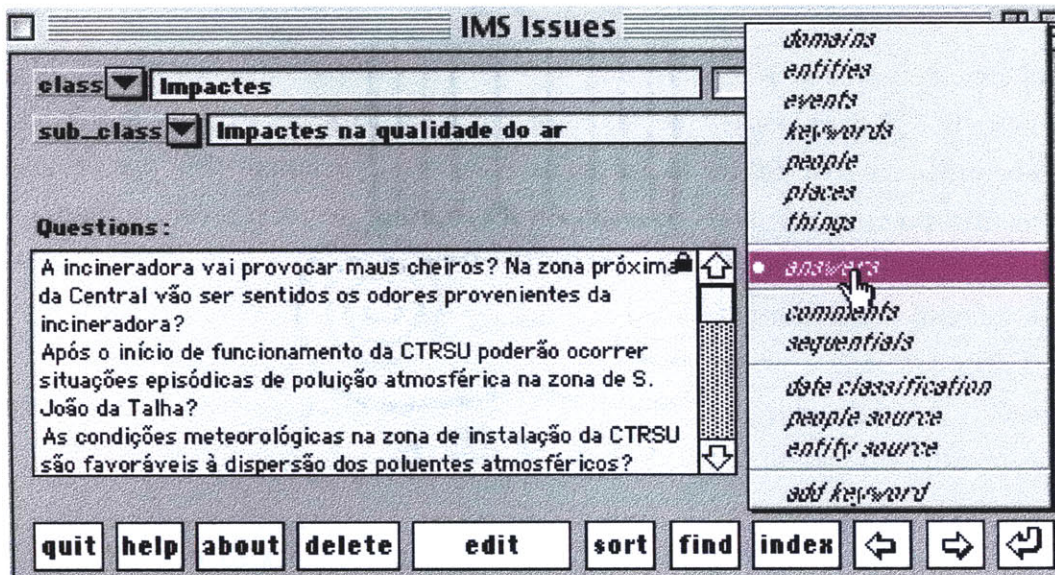 IMS Issues
class Impactes
sub_class Impactes na qualidade do ar
Questions:
A incineradora vai provocar maus cheiros? Na zona próxima
da Central vão ser sentidos os odores provenientes da
incineradora?
Após o início de funcionamento da CTRSU poderão ocorrer
situações episódicas de poluição atmosférica na zona de S.
João da Talha?
As condições meteorológicas na zona de instalação da CTRSU
são favoráveis à dispersão dos poluentes atmosféricos?
domains
entities
events
keywords
people
places
things
answers
comments
sequentials
date classification
people source
entity source
add keyword
quit help about delete edit sort find index